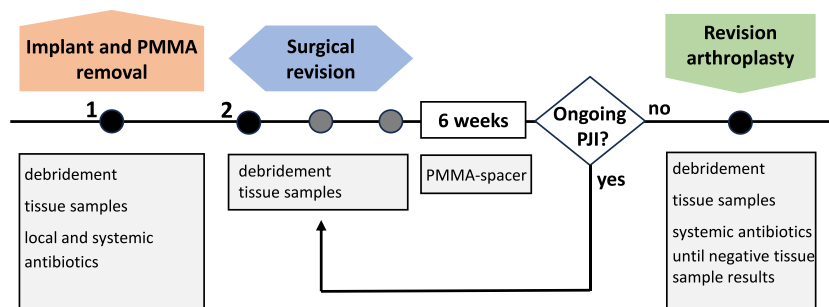 Implant and PMMA
removal
Surgical
revision
Revision
arthroplasty
1
2
6 weeks
Ongoing
PJI?
no
yes
debridement
tissue samples
local and systemic
antibiotics
debridement
tissue samples
PMMA-spacer
debridement
tissue samples
systemic antibiotics
until negative tissue
sample results